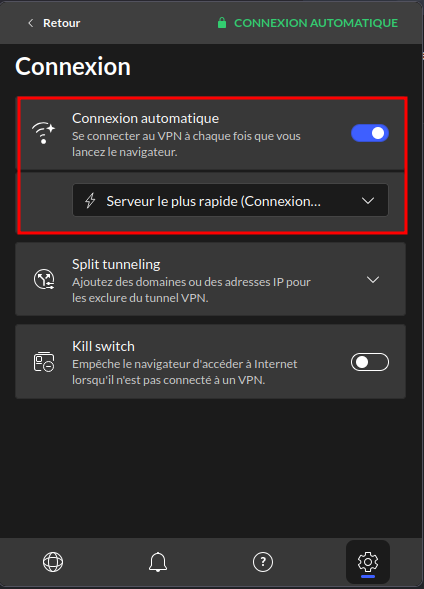 Retour
CONNEXION AUTOMATIQUE
Connexion
Connexion automatique
Se connecter au VPN à chaque fois que vous
lancez le navigateur.
Serveur le plus rapide (Connexion...
Split tunneling
Ajoutez des domaines ou des adresses IP pour
les exclure du tunnel VPN.
Kill switch
Empêche le navigateur d'accéder à Internet
lorsqu'il n'est pas connecté à un VPN.